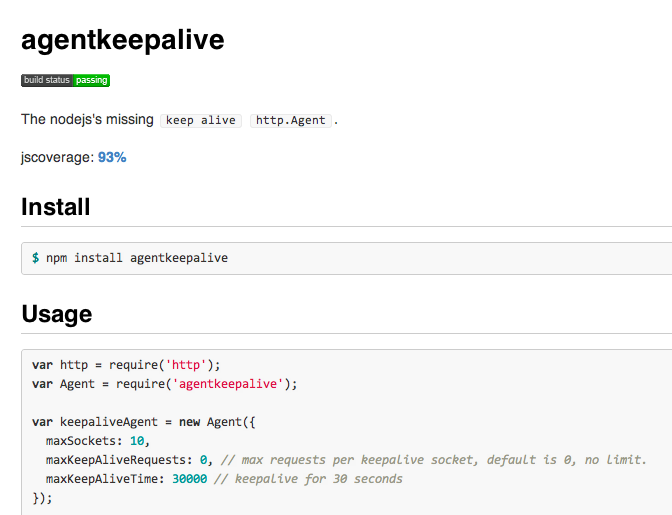 agentkeepalive
build status passing
The nodejs's missing keep alive http.Agent .
jscoverage: 93%
Install
$ npm install agentkeepalive
Usage
var http = require('http');
var Agent = require('agentkeepalive');
var keepaliveAgent = new Agent({
  maxSockets: 10,
  maxKeepAliveRequests: 0, // max requests per keepalive socket, default is 0, no limit.
  maxKeepAliveTime: 30000 // keepalive for 30 seconds
});